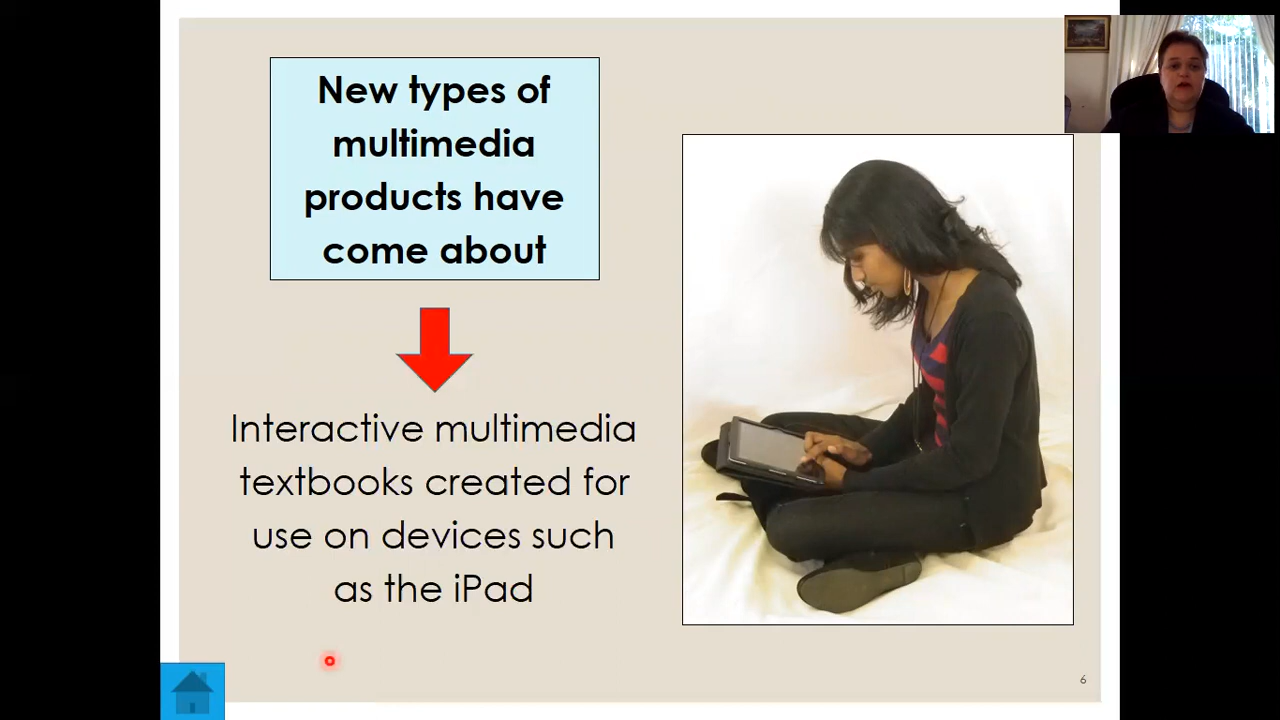 New types of
multimedia
products have
come about
Interactive multimedia
textbooks created for
use on devices such
as the iPad
6